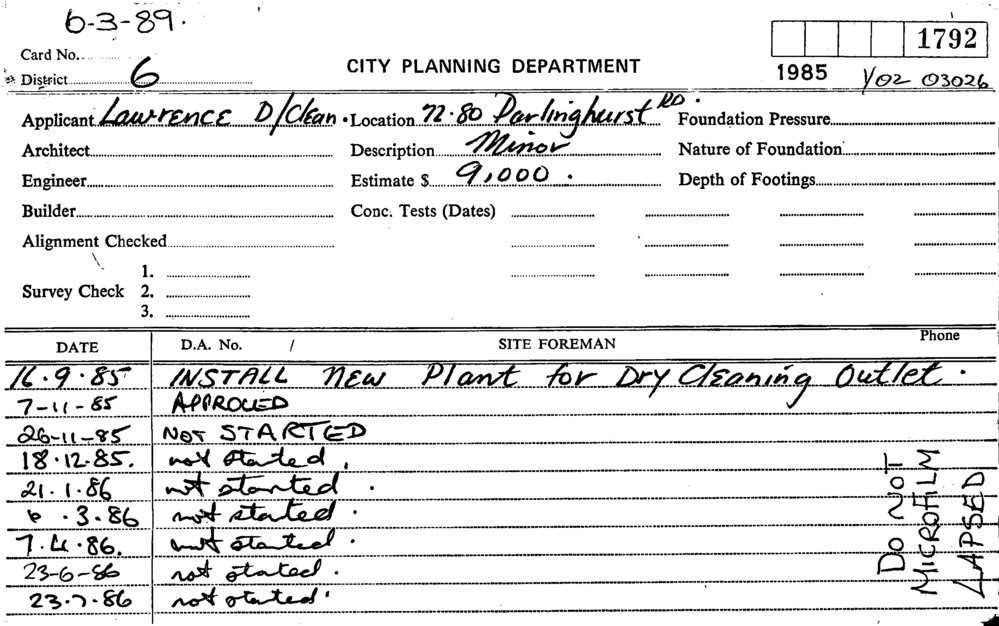 6-3-89.
1792
Card No.
CITY PLANNING DEPARTMENT
1985 Y02 03026
District 6
Applicant Lawrence D/Clean. Location 72.80 Darlinghurst RD. Foundation Pressure
Architect Description Minor Nature of Foundation
Engineer Estimate $ 9,000. Depth of Footings
Builder Conc. Tests (Dates)
Alignment Checked
1.
Survey Check 2.
3.
DATE D.A. No. / SITE FOREMAN Phone
16.9.85 INSTALL New Plant for Dry Cleaning Outlet.
7-11-85 APPROVED
26-11-85 NOT STARTED
18.12.85. not started.
21.1.86 not started.
6.3.86 not started.
7.4.86. not started.
23-6-86 not started.
23.7.86 not started.
DO NOT
MICROFILM
LAPSED